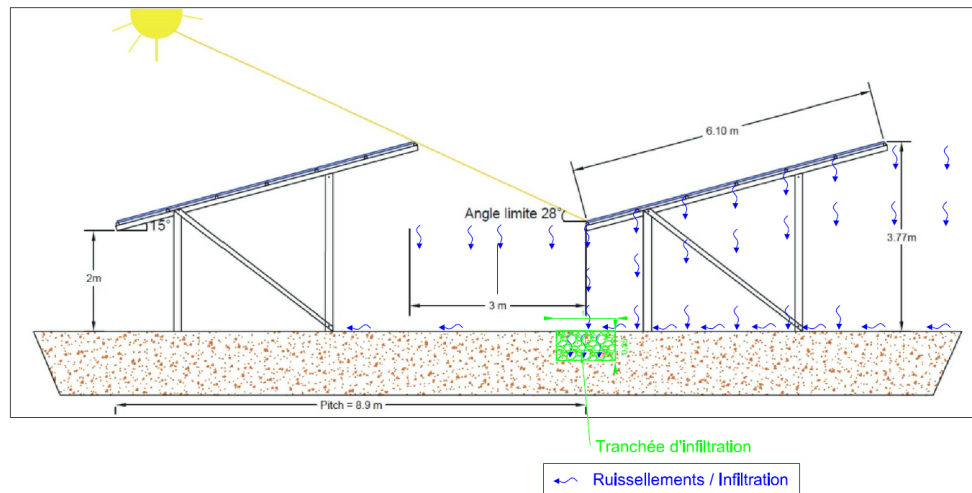 6.10 m
Angle limite 28°
15°
2m
3.77m
3 m
Pitch = 8.9 m
Tranchée d'infiltration
Ruissellements / Infiltration